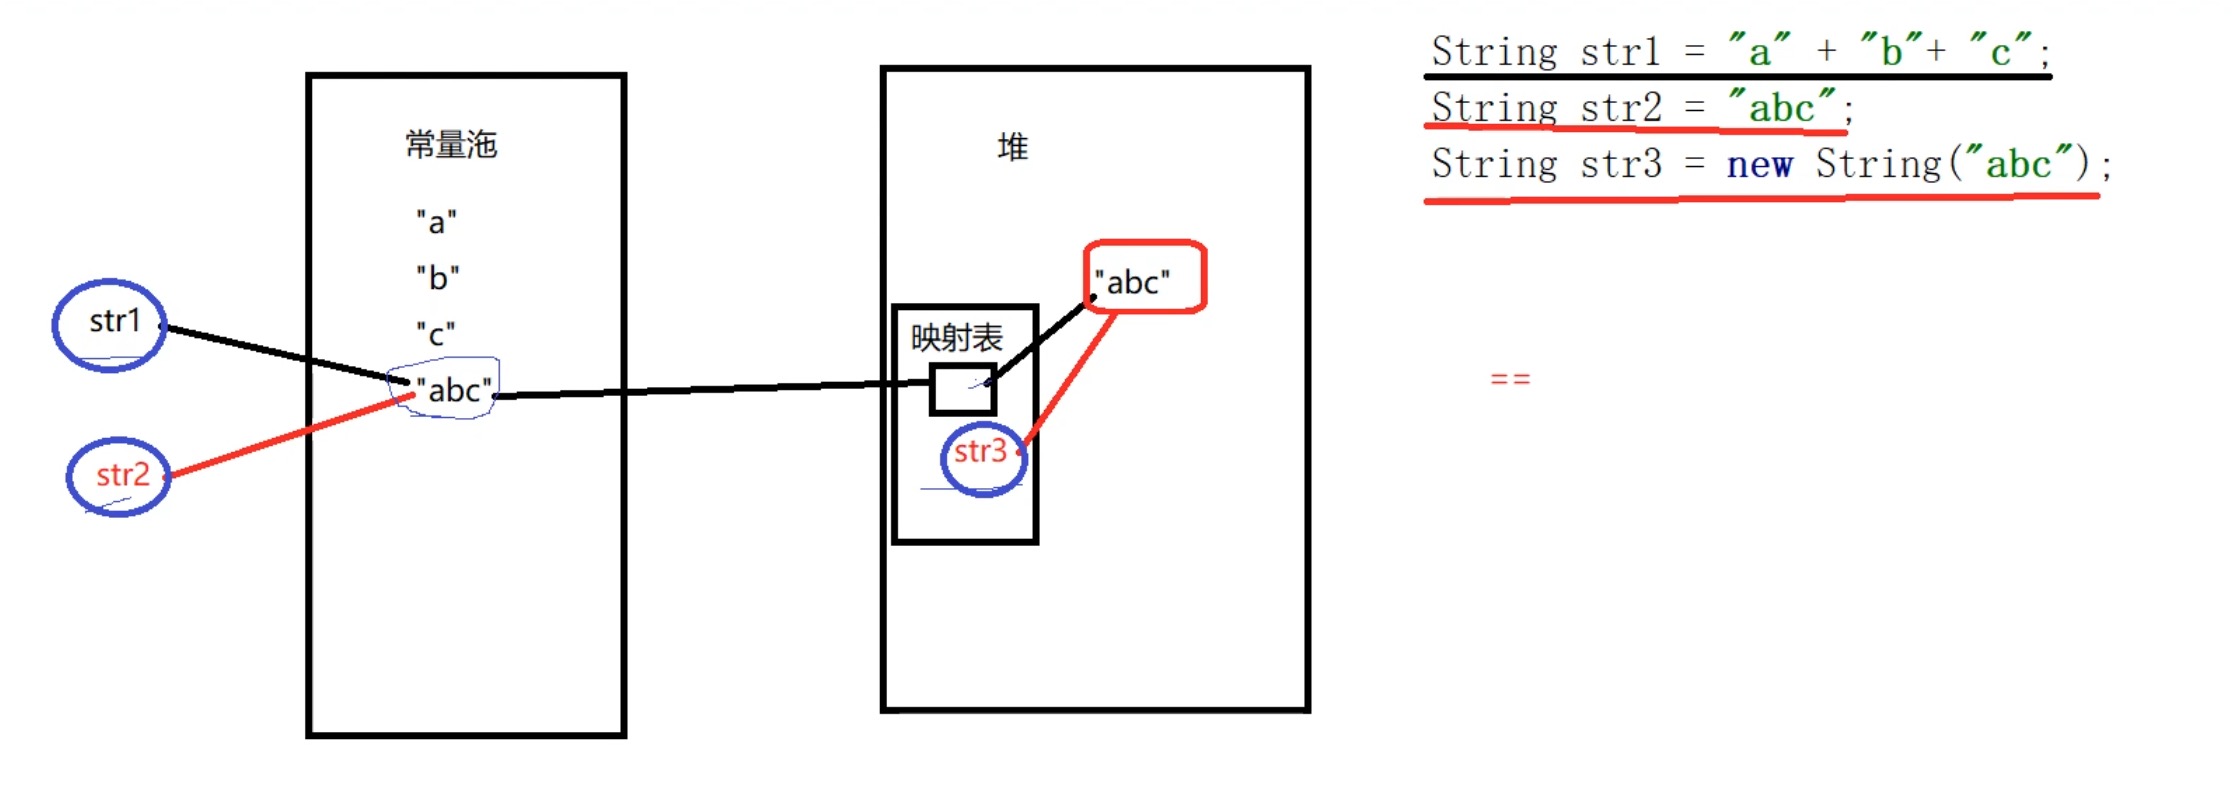 常量池
"a"
"b"
"c"
"abc"
str1
str2
堆
"abc"
映射表
str3
String str1 = "a" + "b"+ "c";
String str2 = "abc";
String str3 = new String("abc");
==